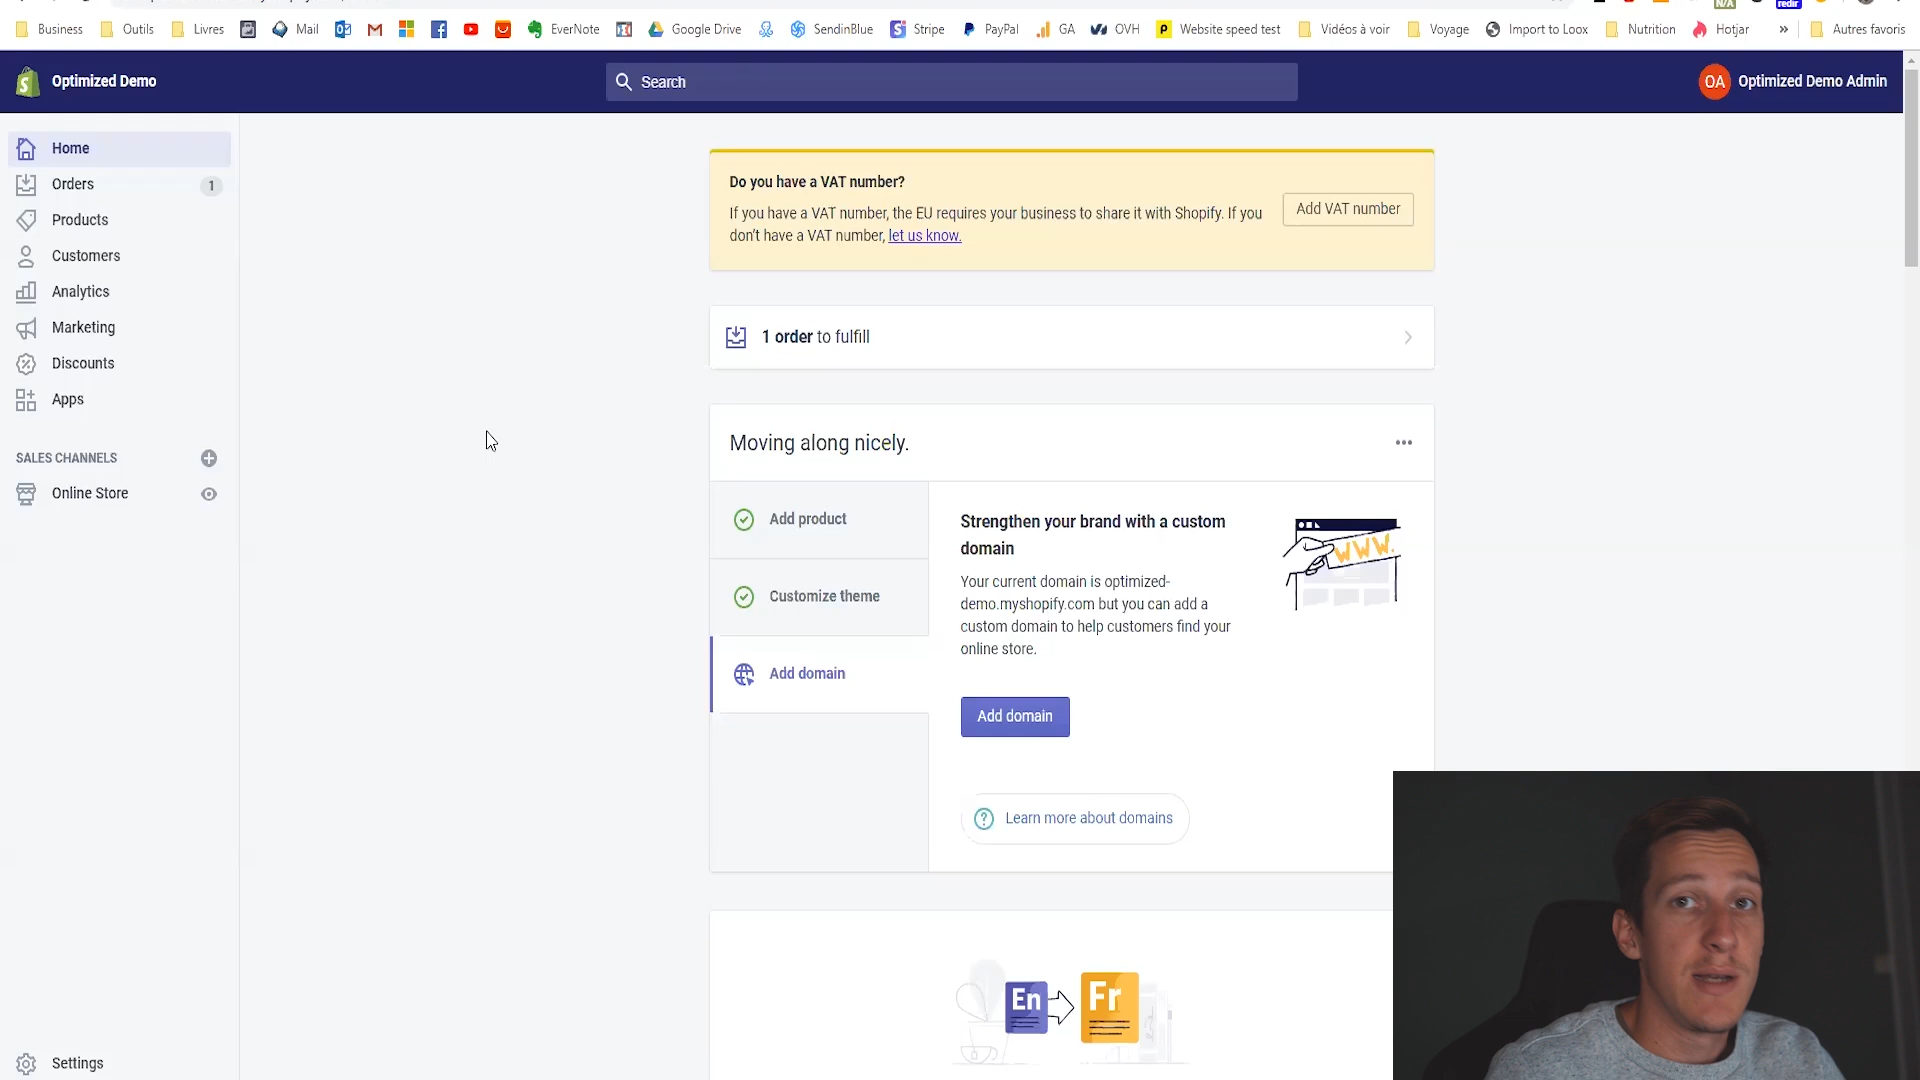 N/A
redir
Business
Outils
Livres
Mail
EverNote
Google Drive
SendinBlue
Stripe
PayPal
GA
OVH
Website speed test
Vidéos à voir
Voyage
Import to Loox
Nutrition
Hotjar
»
Autres favoris
Optimized Demo
Search
OA
Optimized Demo Admin
Home
Orders
1
Products
Customers
Analytics
Marketing
Discounts
Apps
SALES CHANNELS
Online Store
Settings
Do you have a VAT number?
If you have a VAT number, the EU requires your business to share it with Shopify. If you
don't have a VAT number, let us know.
Add VAT number
1 order to fulfill
Moving along nicely.
Add product
Customize theme
Add domain
Strengthen your brand with a custom
domain
Your current domain is optimized-
demo.myshopify.com but you can add a
custom domain to help customers find your
online store.
WWW.
Add domain
Learn more about domains
En
Fr